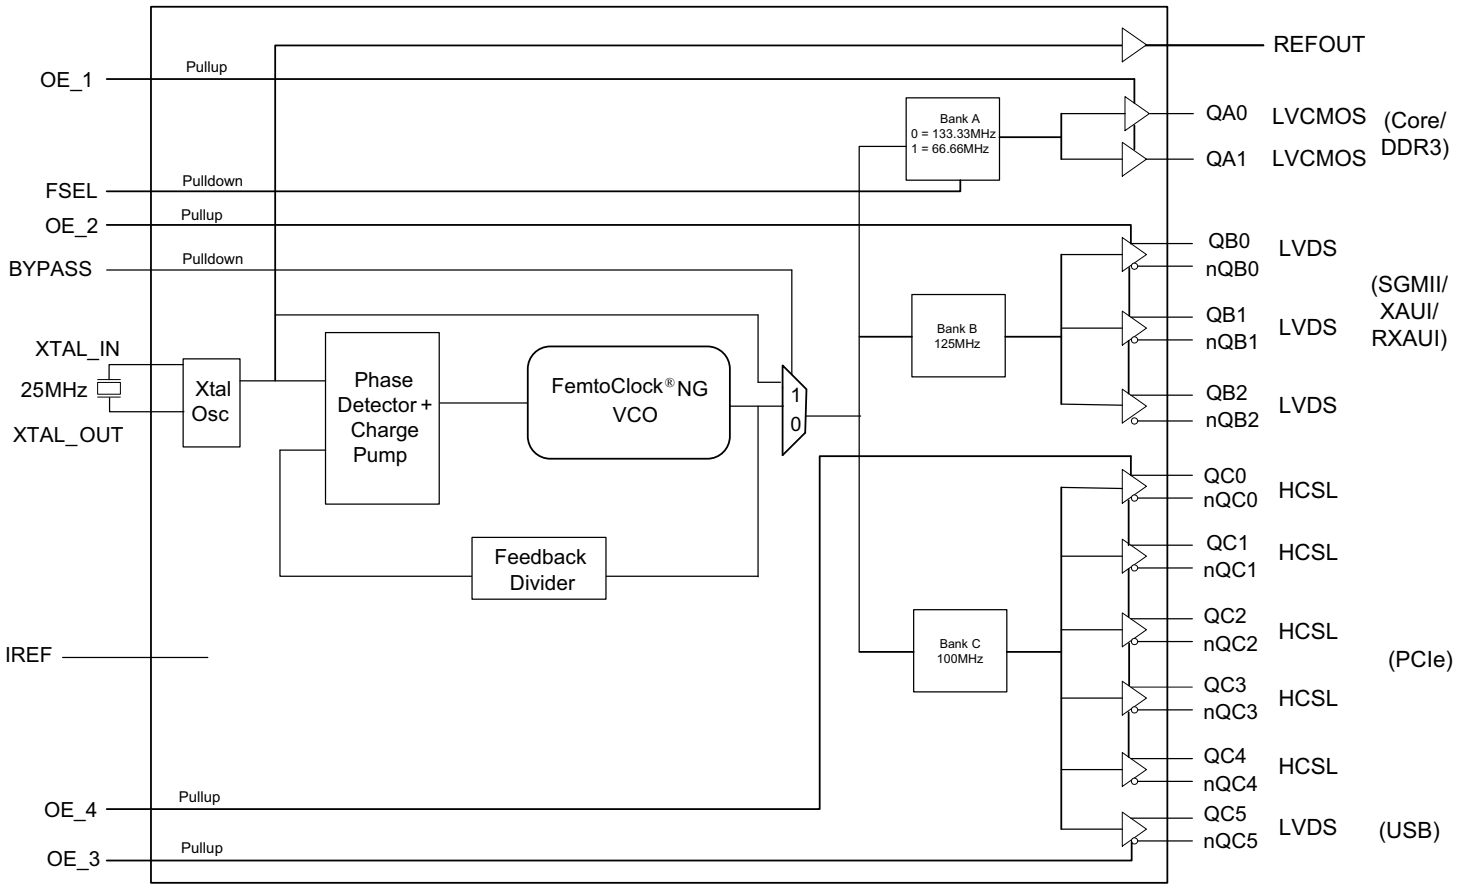 REFOUT
OE_1
Pullup
QA0
LVCMOS
QA1
LVCMOS
(Core/
DDR3)
Bank A
0 = 133.33MHz
1 = 66.66MHz
FSEL
Pulldown
OE_2
Pullup
BYPASS
Pulldown
QB0
nQB0
LVDS
QB1
nQB1
LVDS
QB2
nQB2
LVDS
(SGMII/
XAUI/
RXAUI)
Bank B
125MHz
XTAL_IN
25MHz
XTAL_OUT
Xtal
Osc
Phase
Detector +
Charge
Pump
FemtoClock® NG
VCO
1
0
Feedback
Divider
QC0
nQC0
HCSL
QC1
nQC1
HCSL
QC2
nQC2
HCSL
QC3
nQC3
HCSL
QC4
nQC4
HCSL
(PCIe)
QC5
nQC5
LVDS
(USB)
Bank C
100MHz
IREF
OE_4
Pullup
OE_3
Pullup